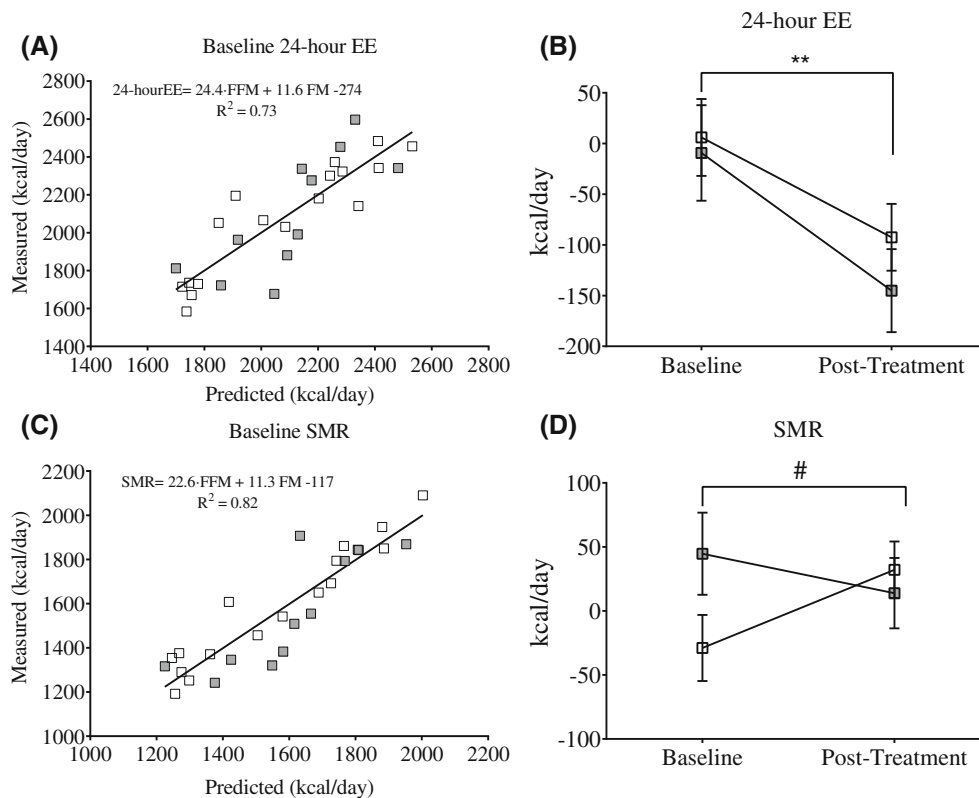 (A)
Baseline 24-hour EE
24-hourEE= 24.4·FFM + 11.6 FM -274
R² = 0.73
2800
2600
2400
2200
2000
1800
1600
1400
Measured (kcal/day)
1400 1600 1800 2000 2200 2400 2600 2800
Predicted (kcal/day)
(B)
24-hour EE
**
50
0
-50
-100
-150
-200
kcal/day
Baseline Post-Treatment
(C)
Baseline SMR
SMR= 22.6·FFM + 11.3 FM -117
R² = 0.82
2200
2000
1800
1600
1400
1200
1000
Measured (kcal/day)
1000 1200 1400 1600 1800 2000 2200
Predicted (kcal/day)
(D)
SMR
#
100
50
0
-50
-100
kcal/day
Baseline Post-Treatment